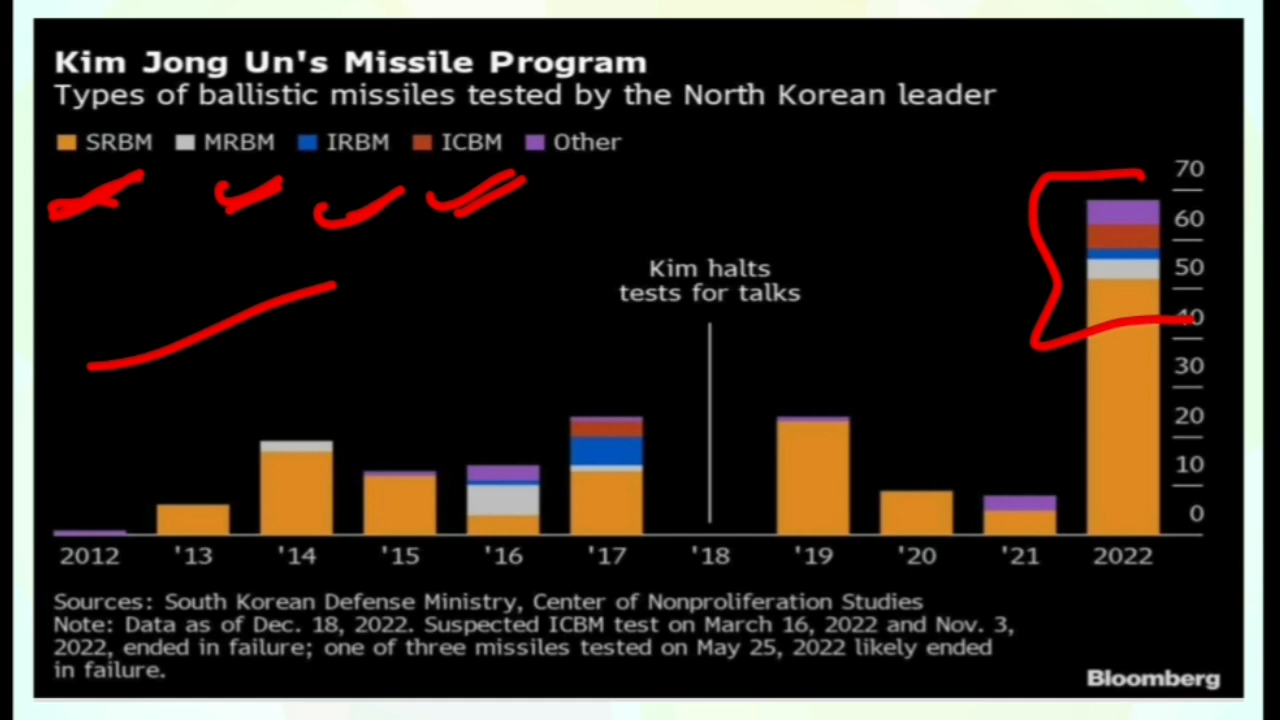 Kim Jong Un's Missile Program
Types of ballistic missiles tested by the North Korean leader
SRBM MRBM IRBM ICBM Other
70
60
50
40
30
20
10
0
Kim halts
tests for talks
2012 '13 '14 '15 '16 '17 '18 '19 '20 '21 2022
Sources: South Korean Defense Ministry, Center of Nonproliferation Studies
Note: Data as of Dec. 18, 2022. Suspected ICBM test on March 16, 2022 and Nov. 3,
2022, ended in failure; one of three missiles tested on May 25, 2022 likely ended
in failure.
Bloomberg